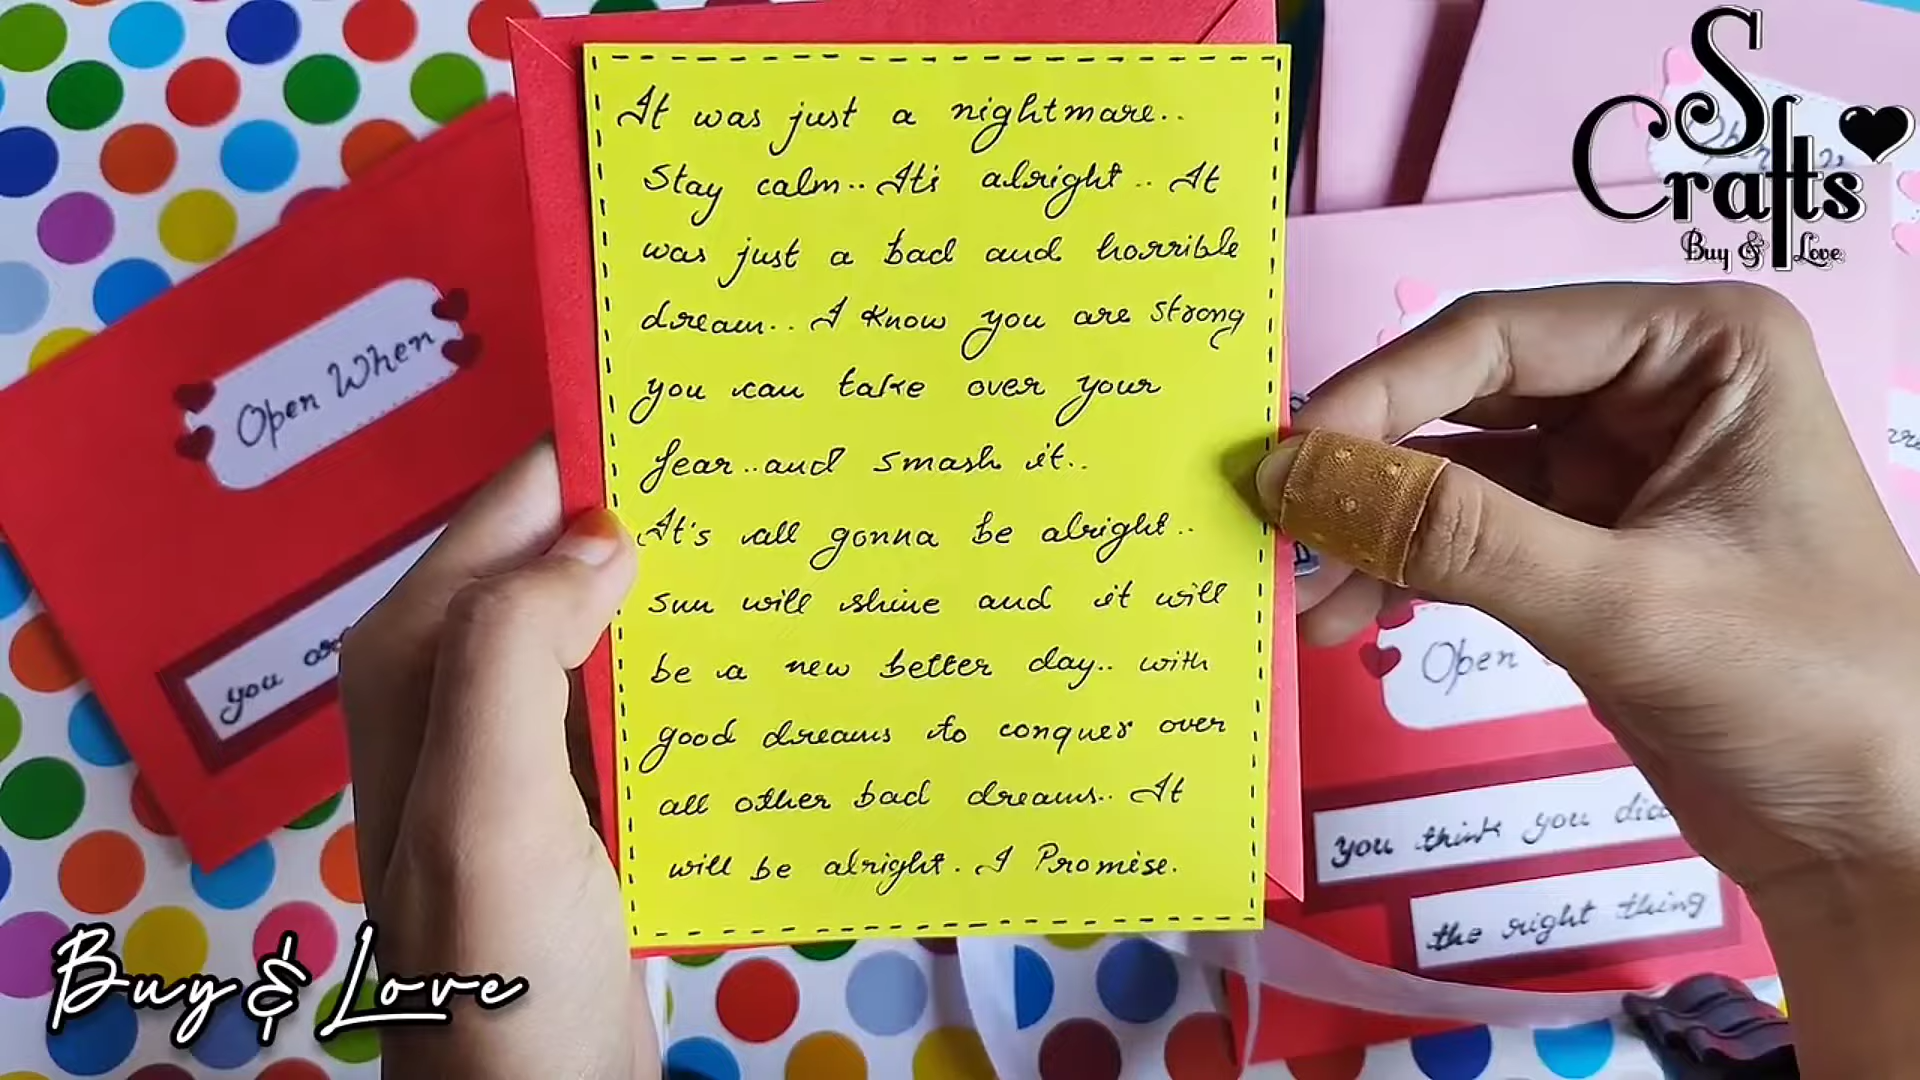 It was just a nightmare..
Stay calm.. It's alright.. It
was just a bad and horrible
dream.. I know you are strong
you can take over your
fear..and smash it..
It's all gonna be alright..
sun will shine and it will
be a new better day.. with
good dreams to conquer over
all other bad dreams.. It
will be alright. I Promise.
Open When
you
Open
you think you
the right thing
S Crafts
Buy & Love
Buy & Love